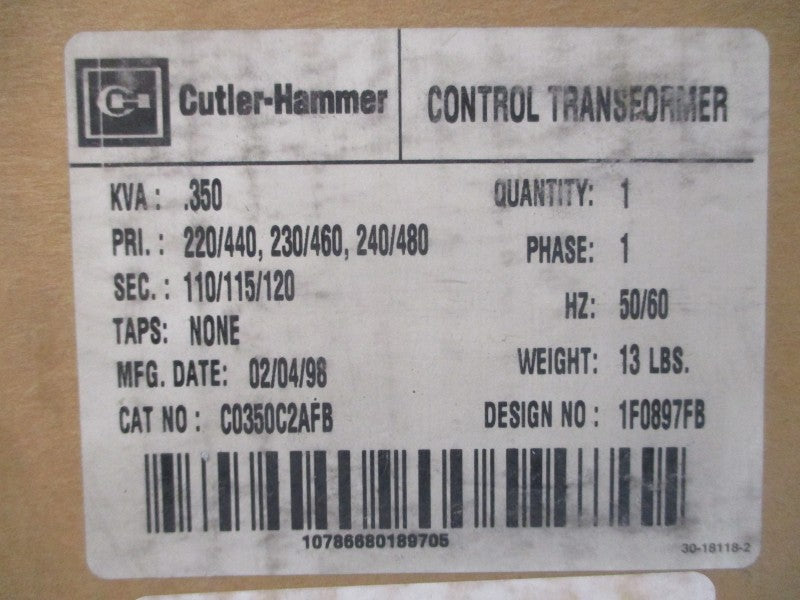 CH Cutler-Hammer CONTROL TRANSFORMER
KVA : .350 QUANTITY: 1
PRI. : 220/440, 230/460, 240/480 PHASE: 1
SEC. : 110/115/120 HZ: 50/60
TAPS: NONE WEIGHT: 13 LBS.
MFG. DATE: 02/04/98
CAT NO : C0350C2AFB DESIGN NO : 1F0897FB
10786680189705
30-18118-2